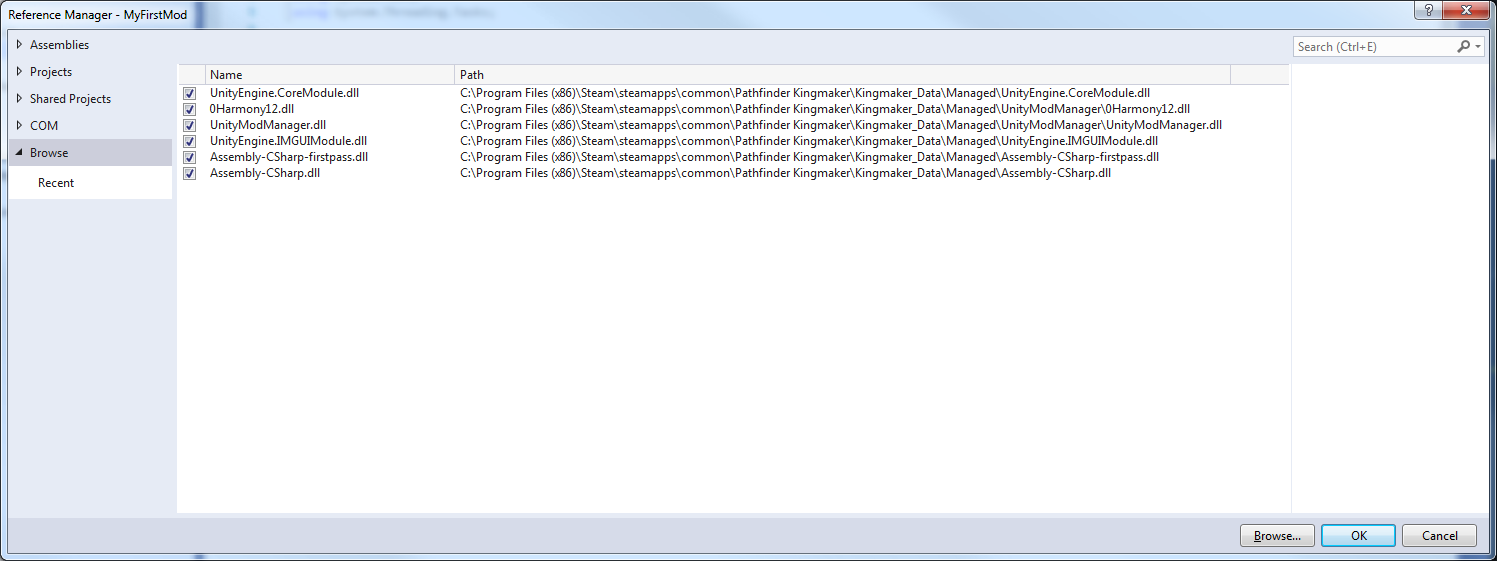 Reference Manager - MyFirstMod
Assemblies
Projects
Shared Projects
COM
Browse
Recent
Search (Ctrl+E)
Name Path
UnityEngine.CoreModule.dll C:\Program Files (x86)\Steam\steamapps\common\Pathfinder Kingmaker\Kingmaker_Data\Managed\UnityEngine.CoreModule.dll
0Harmony12.dll C:\Program Files (x86)\Steam\steamapps\common\Pathfinder Kingmaker\Kingmaker_Data\Managed\UnityModManager\0Harmony12.dll
UnityModManager.dll C:\Program Files (x86)\Steam\steamapps\common\Pathfinder Kingmaker\Kingmaker_Data\Managed\UnityModManager\UnityModManager.dll
UnityEngine.IMGUIModule.dll C:\Program Files (x86)\Steam\steamapps\common\Pathfinder Kingmaker\Kingmaker_Data\Managed\UnityEngine.IMGUIModule.dll
Assembly-CSharp-firstpass.dll C:\Program Files (x86)\Steam\steamapps\common\Pathfinder Kingmaker\Kingmaker_Data\Managed\Assembly-CSharp-firstpass.dll
Assembly-CSharp.dll C:\Program Files (x86)\Steam\steamapps\common\Pathfinder Kingmaker\Kingmaker_Data\Managed\Assembly-CSharp.dll
Browse... OK Cancel